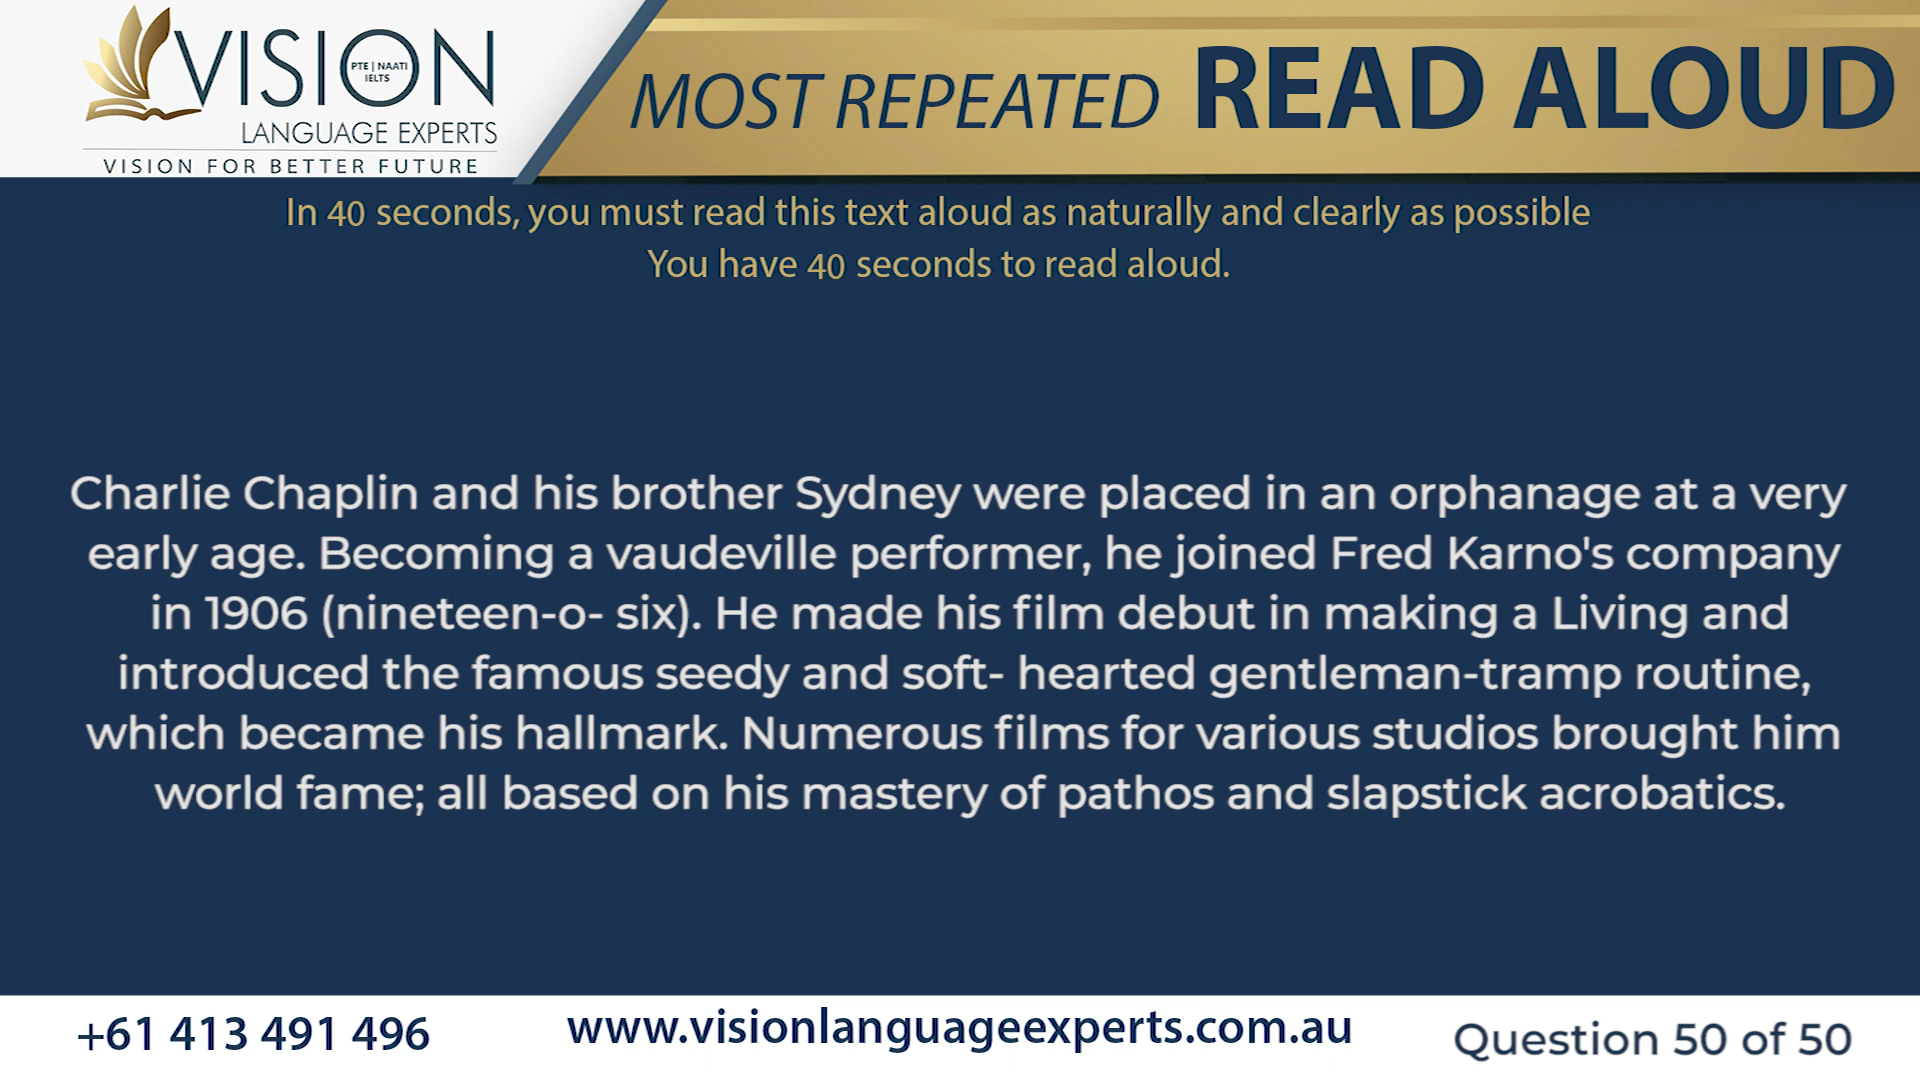 VISION
PTE | NAATI
IELTS
LANGUAGE EXPERTS
VISION FOR BETTER FUTURE
MOST REPEATED READ ALOUD
In 40 seconds, you must read this text aloud as naturally and clearly as possible
You have 40 seconds to read aloud.
Charlie Chaplin and his brother Sydney were placed in an orphanage at a very
early age. Becoming a vaudeville performer, he joined Fred Karno's company
in 1906 (nineteen-o- six). He made his film debut in making a Living and
introduced the famous seedy and soft- hearted gentleman-tramp routine,
which became his hallmark. Numerous films for various studios brought him
world fame; all based on his mastery of pathos and slapstick acrobatics.
+61 413 491 496
www.visionlanguageexperts.com.au
Question 50 of 50